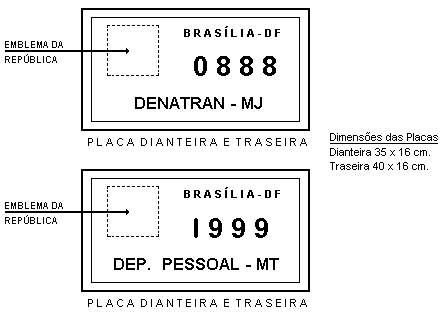 BRASÍLIA-DF
EMBLEMA DA
REPÚBLICA
0888
DENATRAN - MJ
PLACA DIANTEIRA E TRASEIRA
Dimensões das Placas
Dianteira 35 x 16 cm.
Traseira 40 x 16 cm.
BRASÍLIA-DF
EMBLEMA DA
REPÚBLICA
1999
DEP. PESSOAL - MT
PLACA DIANTEIRA E TRASEIRA